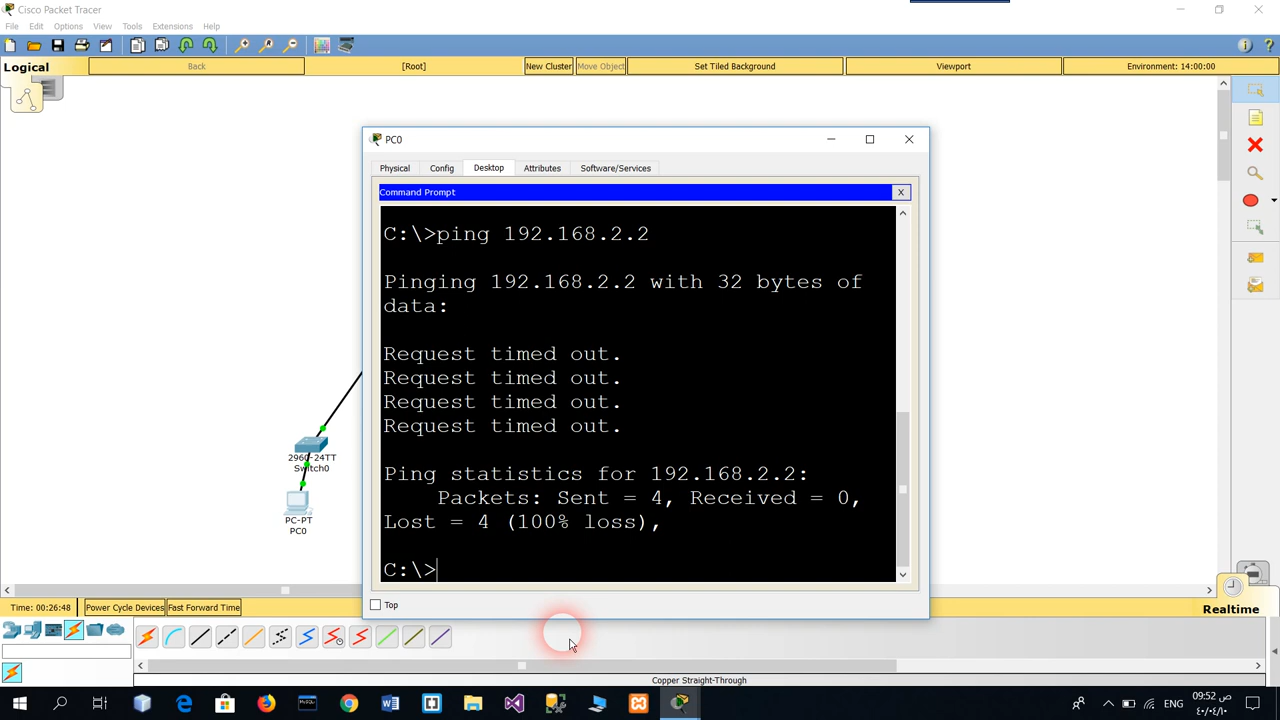 Cisco Packet Tracer
File Edit Options View Tools Extensions Help
Logical
Back
[Root]
New Cluster
Move Object
Set Tiled Background
Viewport
Environment: 14:00:00
PC0
Physical Config Desktop Attributes Software/Services
Command Prompt
X
C:\>ping 192.168.2.2
Pinging 192.168.2.2 with 32 bytes of
data:
Request timed out.
Request timed out.
Request timed out.
Request timed out.
Ping statistics for 192.168.2.2:
Packets: Sent = 4, Received = 0,
Lost = 4 (100% loss),
C:\>
Top
2960-24TT
Switch0
PC-PT
PC0
Time: 00:26:48
Power Cycle Devices
Fast Forward Time
Realtime
Copper Straight-Through
ENG
09:52 ص